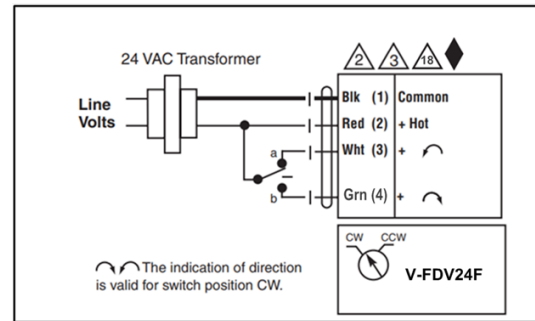 24 VAC Transformer
2 3 18
Line
Volts
Blk (1) Common
Red (2) + Hot
a Wht (3) +
b Grn (4) +
CW CCW
V-FDV24F
The indication of direction
is valid for switch position CW.